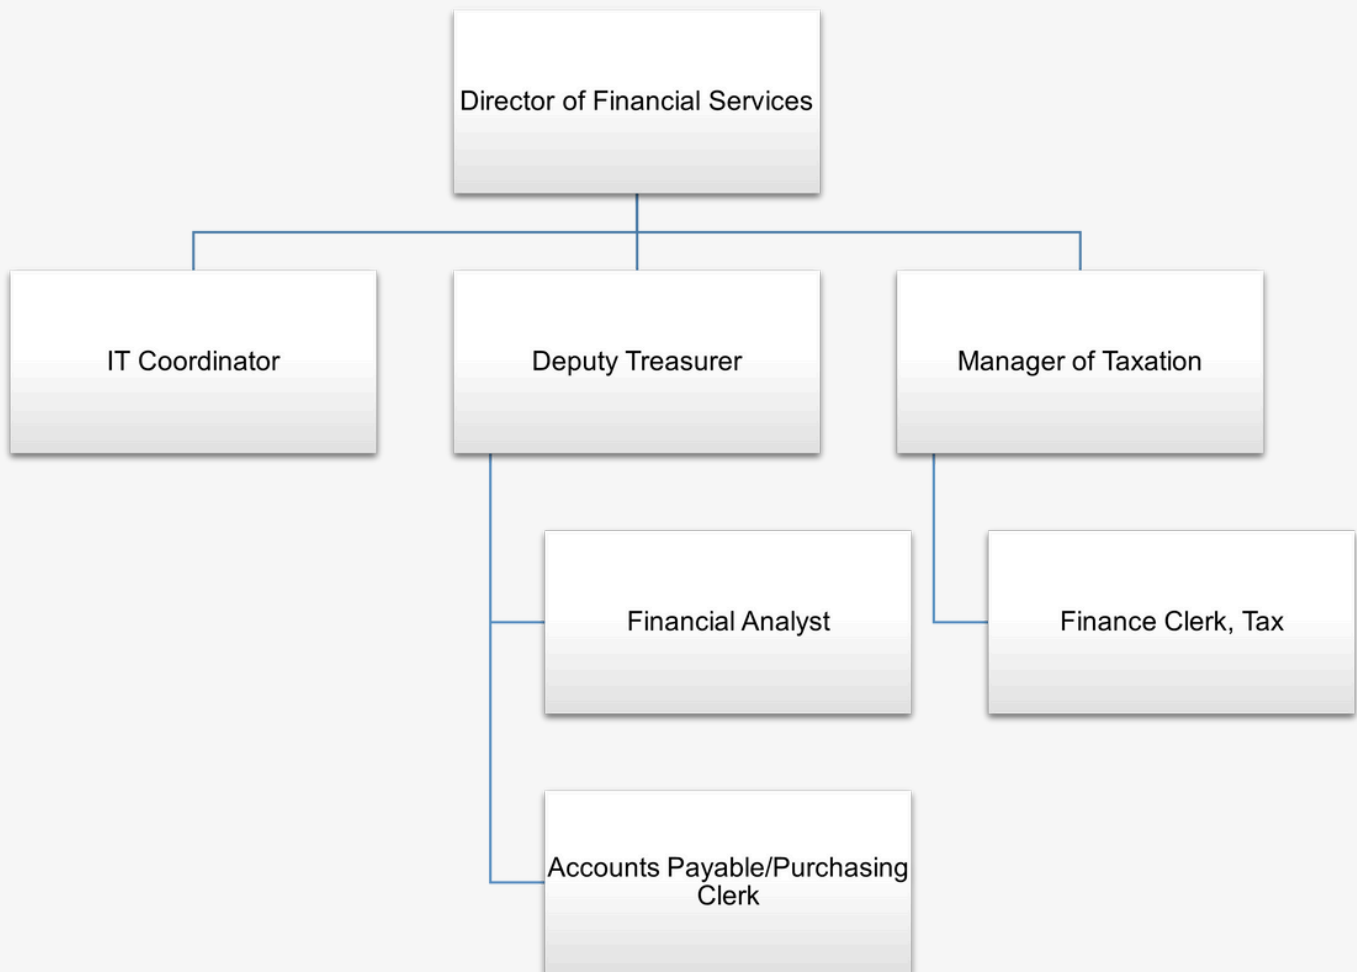 Director of Financial Services
IT Coordinator
Deputy Treasurer
Manager of Taxation
Financial Analyst
Finance Clerk, Tax
Accounts Payable/Purchasing
Clerk